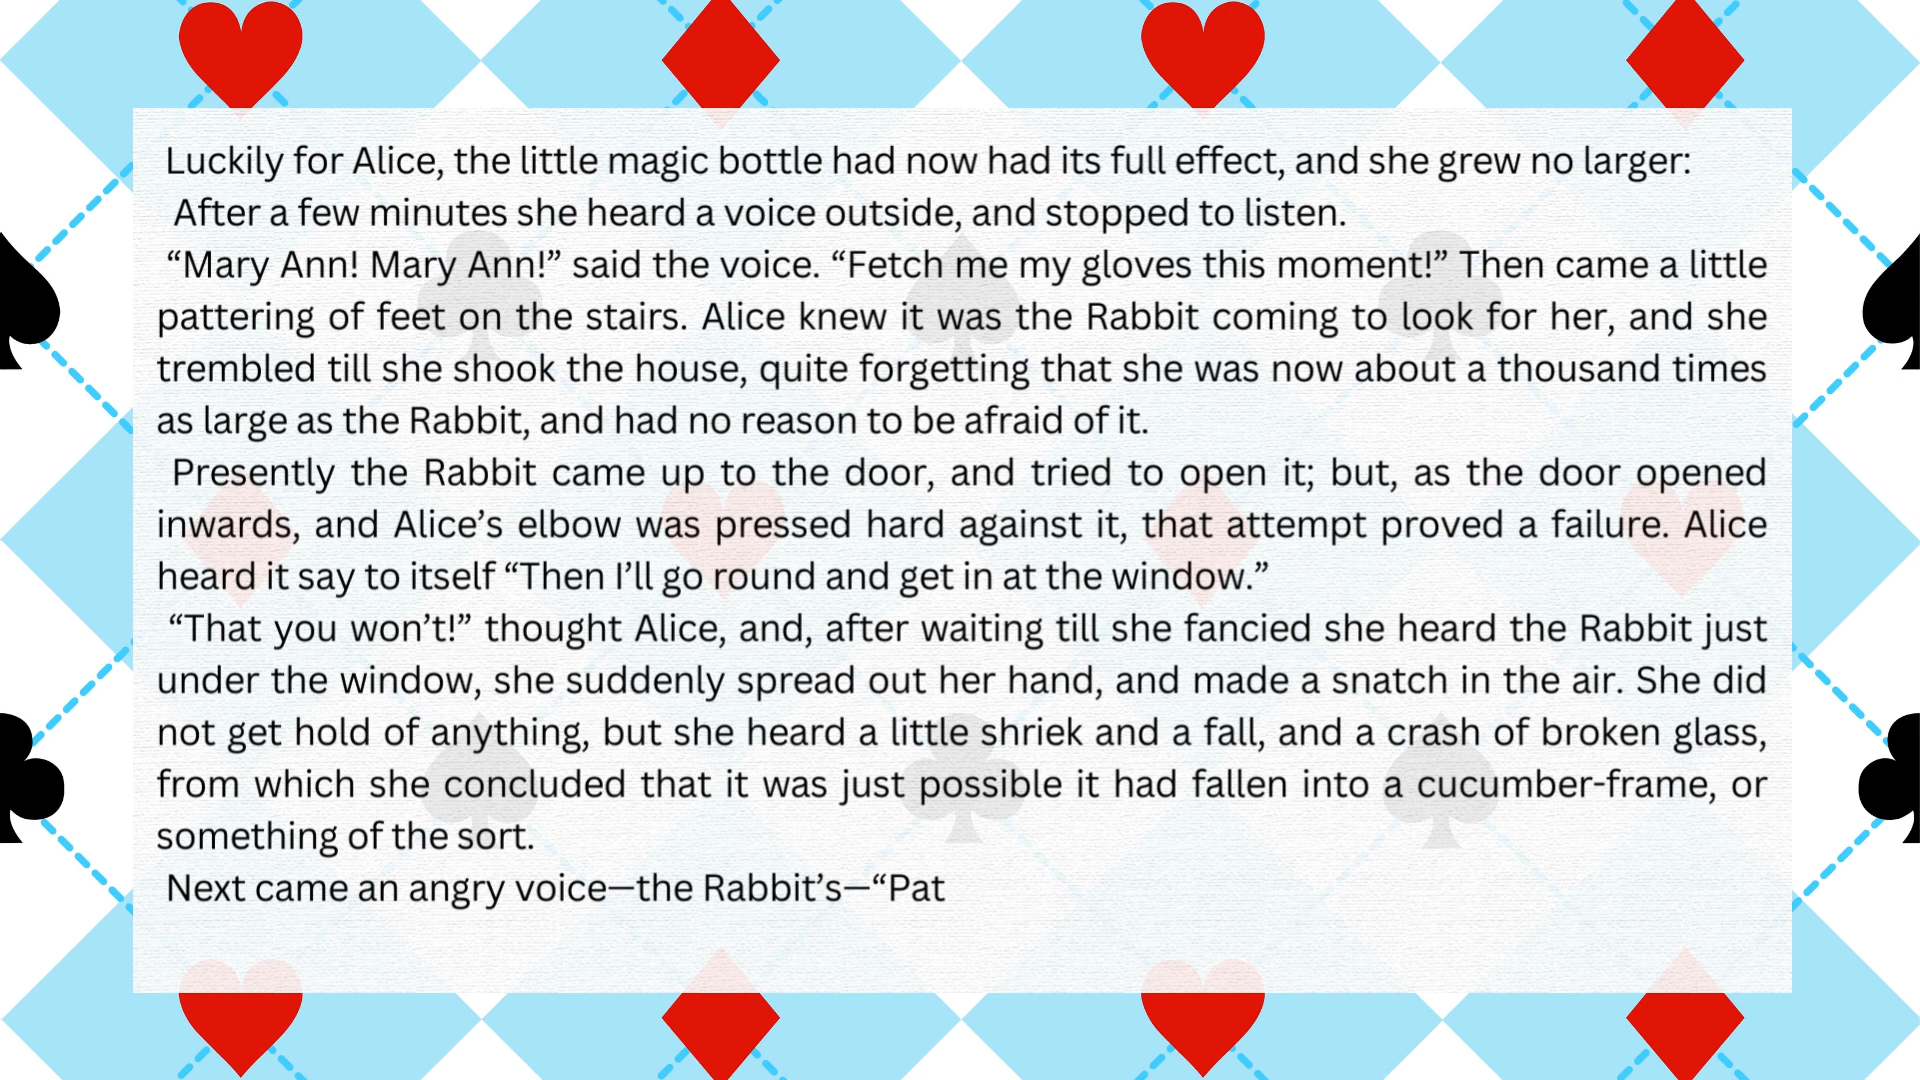 Luckily for Alice, the little magic bottle had now had its full effect, and she grew no larger:
After a few minutes she heard a voice outside, and stopped to listen.
“Mary Ann! Mary Ann!” said the voice. “Fetch me my gloves this moment!” Then came a little
pattering of feet on the stairs. Alice knew it was the Rabbit coming to look for her, and she
trembled till she shook the house, quite forgetting that she was now about a thousand times
as large as the Rabbit, and had no reason to be afraid of it.
Presently the Rabbit came up to the door, and tried to open it; but, as the door opened
inwards, and Alice’s elbow was pressed hard against it, that attempt proved a failure. Alice
heard it say to itself “Then I’ll go round and get in at the window.”
“That you won’t!” thought Alice, and, after waiting till she fancied she heard the Rabbit just
under the window, she suddenly spread out her hand, and made a snatch in the air. She did
not get hold of anything, but she heard a little shriek and a fall, and a crash of broken glass,
from which she concluded that it was just possible it had fallen into a cucumber-frame, or
something of the sort.
Next came an angry voice—the Rabbit’s—“Pat